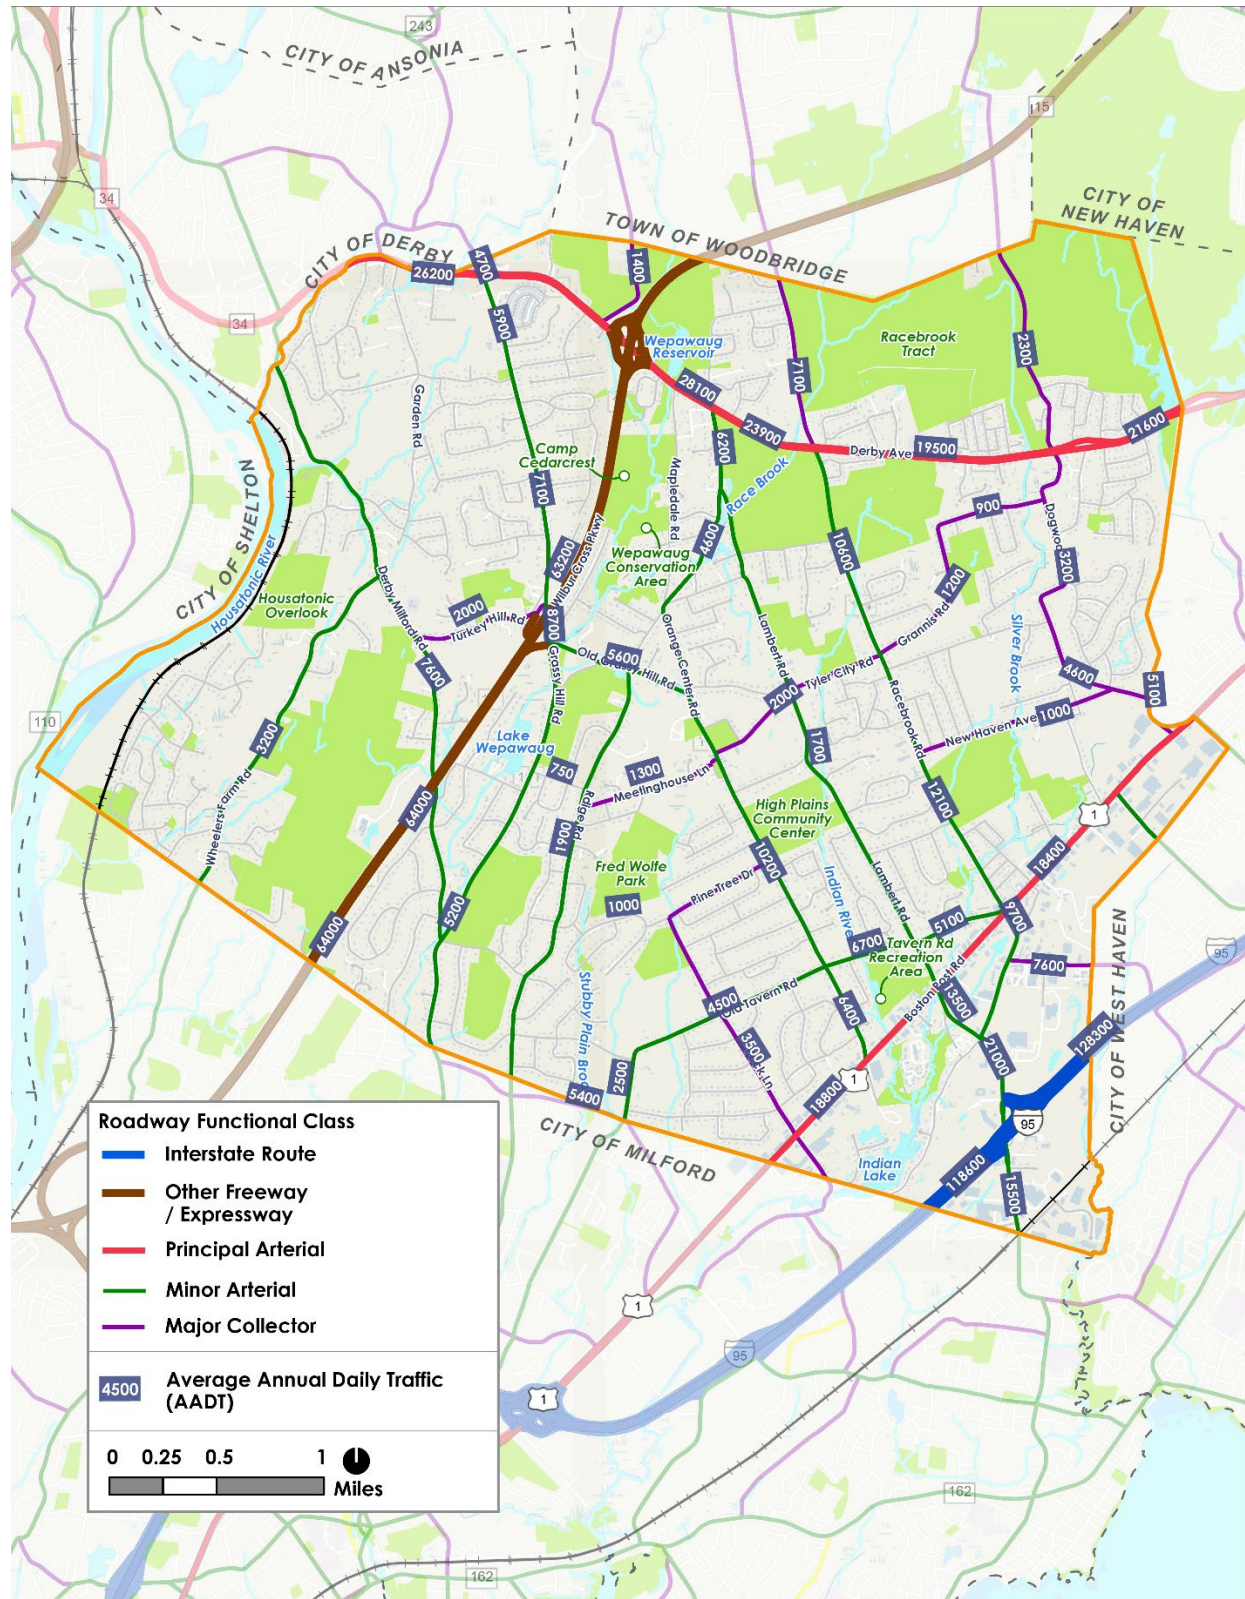 243
CITY OF ANSONIA
15
34
CITY OF
NEW HAVEN
TOWN OF WOODBRIDGE
CITY OF DERBY
4700
1400
26200
34
5900
Wepawaug
Reservoir
Racebrook
Tract
2300
7100
28100
Garden Rd
23900
6200
21600
Derby Ave
19500
Camp
Cedarcrest
Mapledale Rd
Race Brook
7100
CITY OF SHELTON
900
4600
10600
Wilbur Cross Pkwy
63200
Wepawaug
Conservation
Area
3200
1200
Housatonic River
Housatonic
Overlook
Derby Milford Rd
2000
Turkey Hill Rd
8700
Grannis Rd
Silver Brook
Orange Center Rd
Lambert Rd
5600
Old Grassy Hill Rd
Grassy Hill Rd
Tyler City Rd
7600
2000
4600
5100
Racebrook Rd
1000
New Haven Ave
110
3200
Lake
Wepawaug
1700
750
1300
Meetinghouse Ln
Wheelers Farm Rd
64000
High Plains
Community
Center
12100
1
1900
18400
10200
Fred Wolfe
Park
Pine Tree Dr
Indian River
Lambert Rd
1000
5200
5100
9700
64000
6700
Tavern Rd
Recreation
Area
7600
95
Boston Post Rd
Stubby Plain Brook
4500
Old Tavern Rd
6400
13500
CITY OF WEST HAVEN
128300
3500
21000
2500
5400
1
18800
95
CITY OF MILFORD
Indian
Lake
118600
15500
Roadway Functional Class
Interstate Route
Other Freeway
/ Expressway
Principal Arterial
Minor Arterial
Major Collector
4500
Average Annual Daily Traffic
(AADT)
0 0.25 0.5 1
Miles
1
95
1
162
162